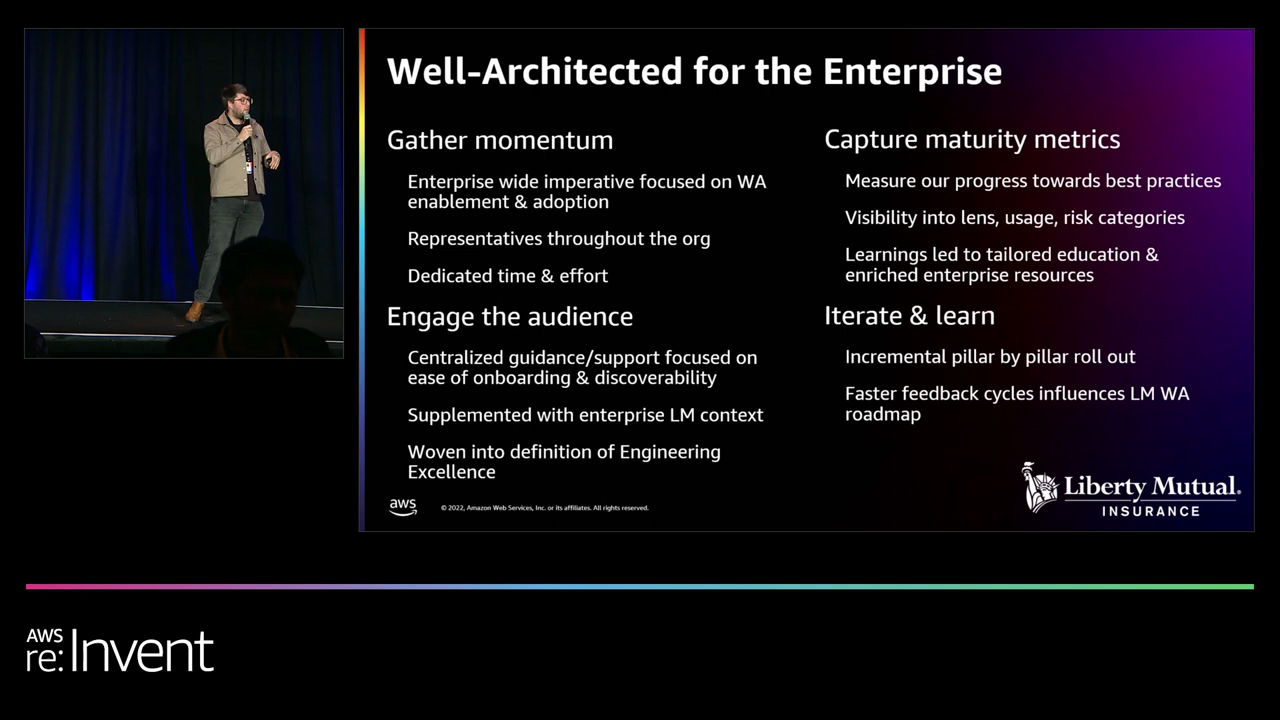 Well-Architected for the Enterprise
Gather momentum
Enterprise wide imperative focused on WA
enablement & adoption
Representatives throughout the org
Dedicated time & effort
Engage the audience
Centralized guidance/support focused on
ease of onboarding & discoverability
Supplemented with enterprise LM context
Woven into definition of Engineering
Excellence
Capture maturity metrics
Measure our progress towards best practices
Visibility into lens, usage, risk categories
Learnings led to tailored education &
enriched enterprise resources
Iterate & learn
Incremental pillar by pillar roll out
Faster feedback cycles influences LM WA
roadmap
aws
© 2022, Amazon Web Services, Inc. or its affiliates. All rights reserved.
Liberty Mutual.
INSURANCE
AWS
re:Invent